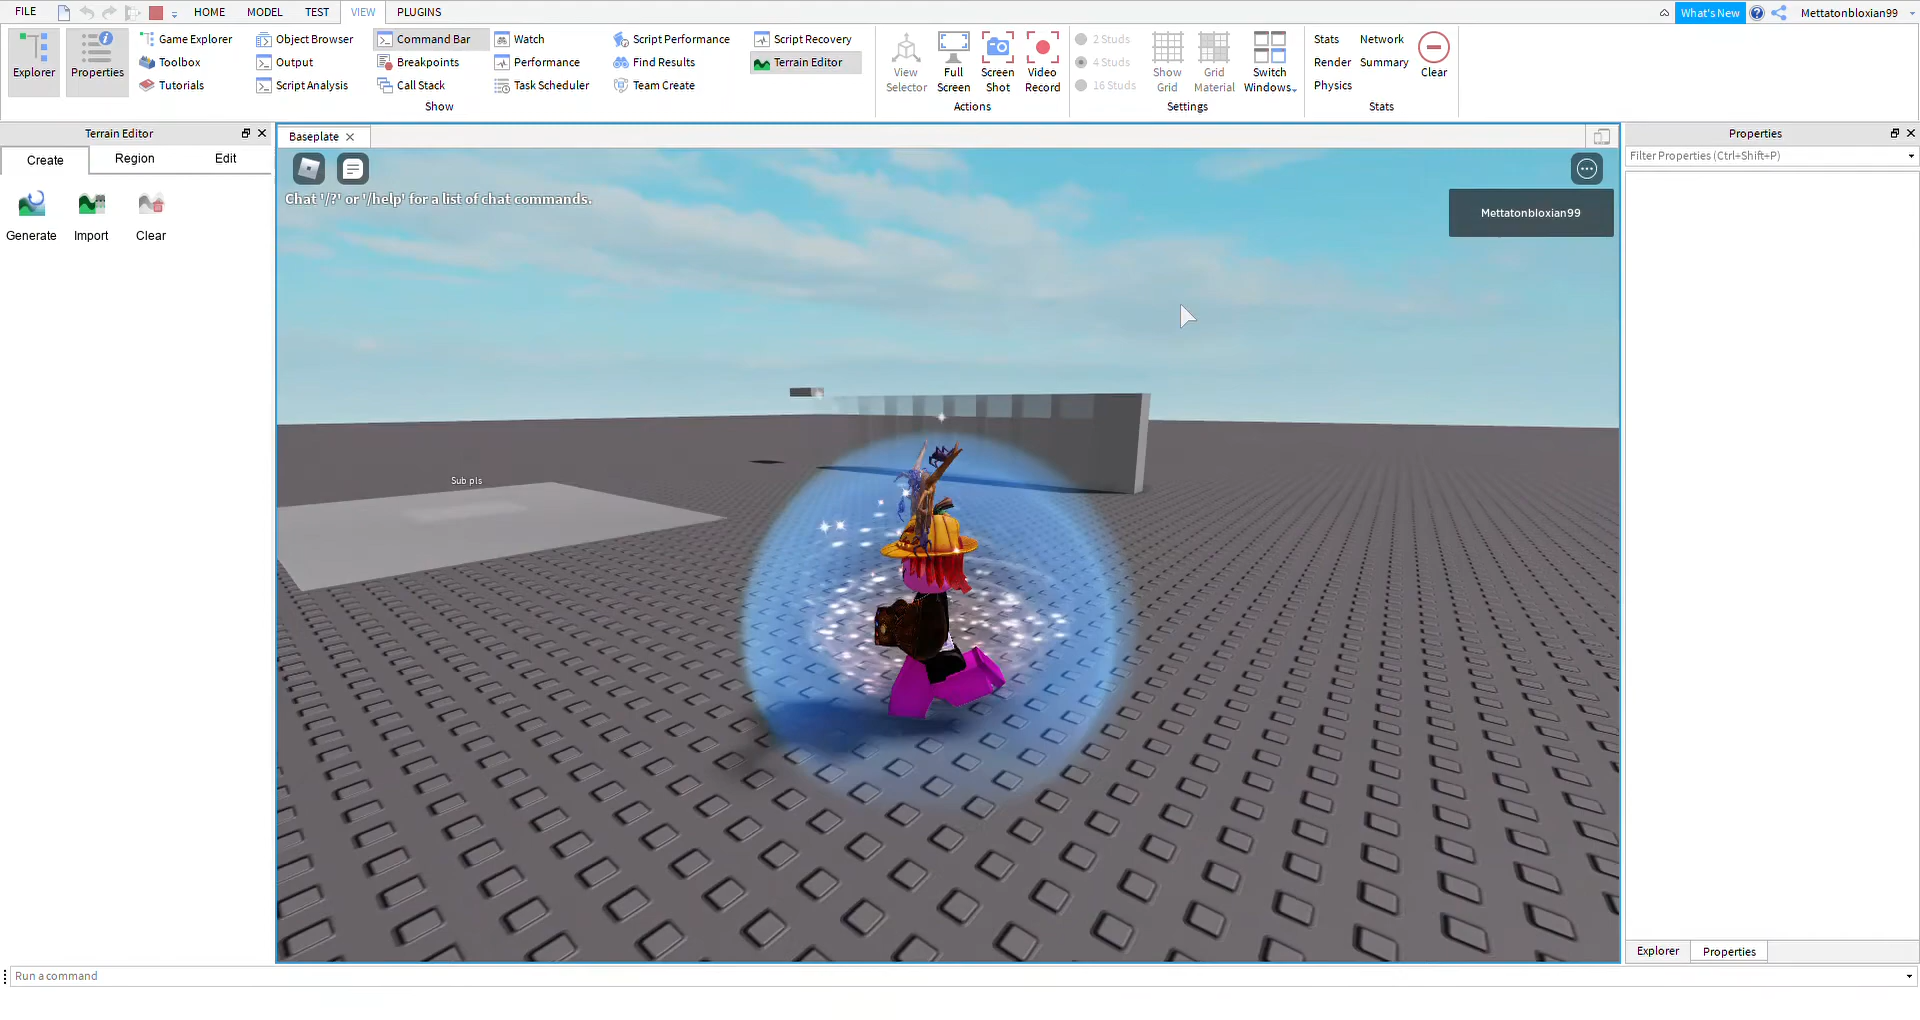 FILE HOME MODEL TEST VIEW PLUGINS What's New Mettatonbloxian99
Explorer
Properties
Game Explorer
Toolbox
Tutorials
Object Browser
Output
Script Analysis
Command Bar
Breakpoints
Call Stack
Watch
Performance
Task Scheduler
Script Performance
Find Results
Team Create
Script Recovery
Terrain Editor
Show
View
Selector
Full
Screen
Screen
Shot
Video
Record
Actions
2 Studs
4 Studs
16 Studs
Show
Grid
Grid
Material
Switch
Windows
Settings
Stats
Render
Physics
Network
Summary
Clear
Stats
Terrain Editor
Create Region Edit
Generate Import Clear
Baseplate
Chat '/?' or '/help' for a list of chat commands.
Mettatonbloxian99
Sub pls
Properties
Filter Properties (Ctrl+Shift+P)
Explorer Properties
Run a command